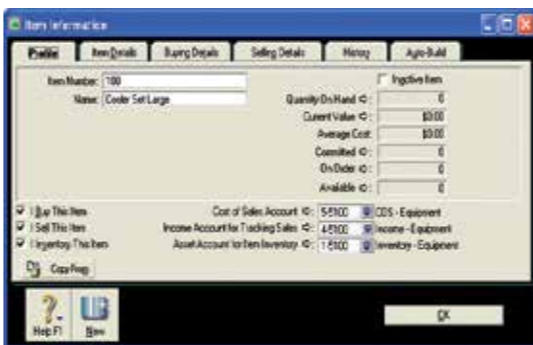 Item Information
Profile Item Details Buying Details Selling Details History Auto-Build
Item Number: 100
Name: Cooler Set Large
Inactive Item
Quantity On Hand ⇨: 0
Current Value ⇨: $0.00
Average Cost: $0.00
Committed ⇨: 0
On Order ⇨: 0
Available ⇨: 0
I Buy This Item Cost of Sales Account ⇨: 5-5100 COS - Equipment
I Sell This Item Income Account for Tracking Sales ⇨: 4-5100 Income - Equipment
I Inventory This Item Asset Account for Item Inventory ⇨: 1-5100 Inventory - Equipment
Copy From
Help F1 New OK